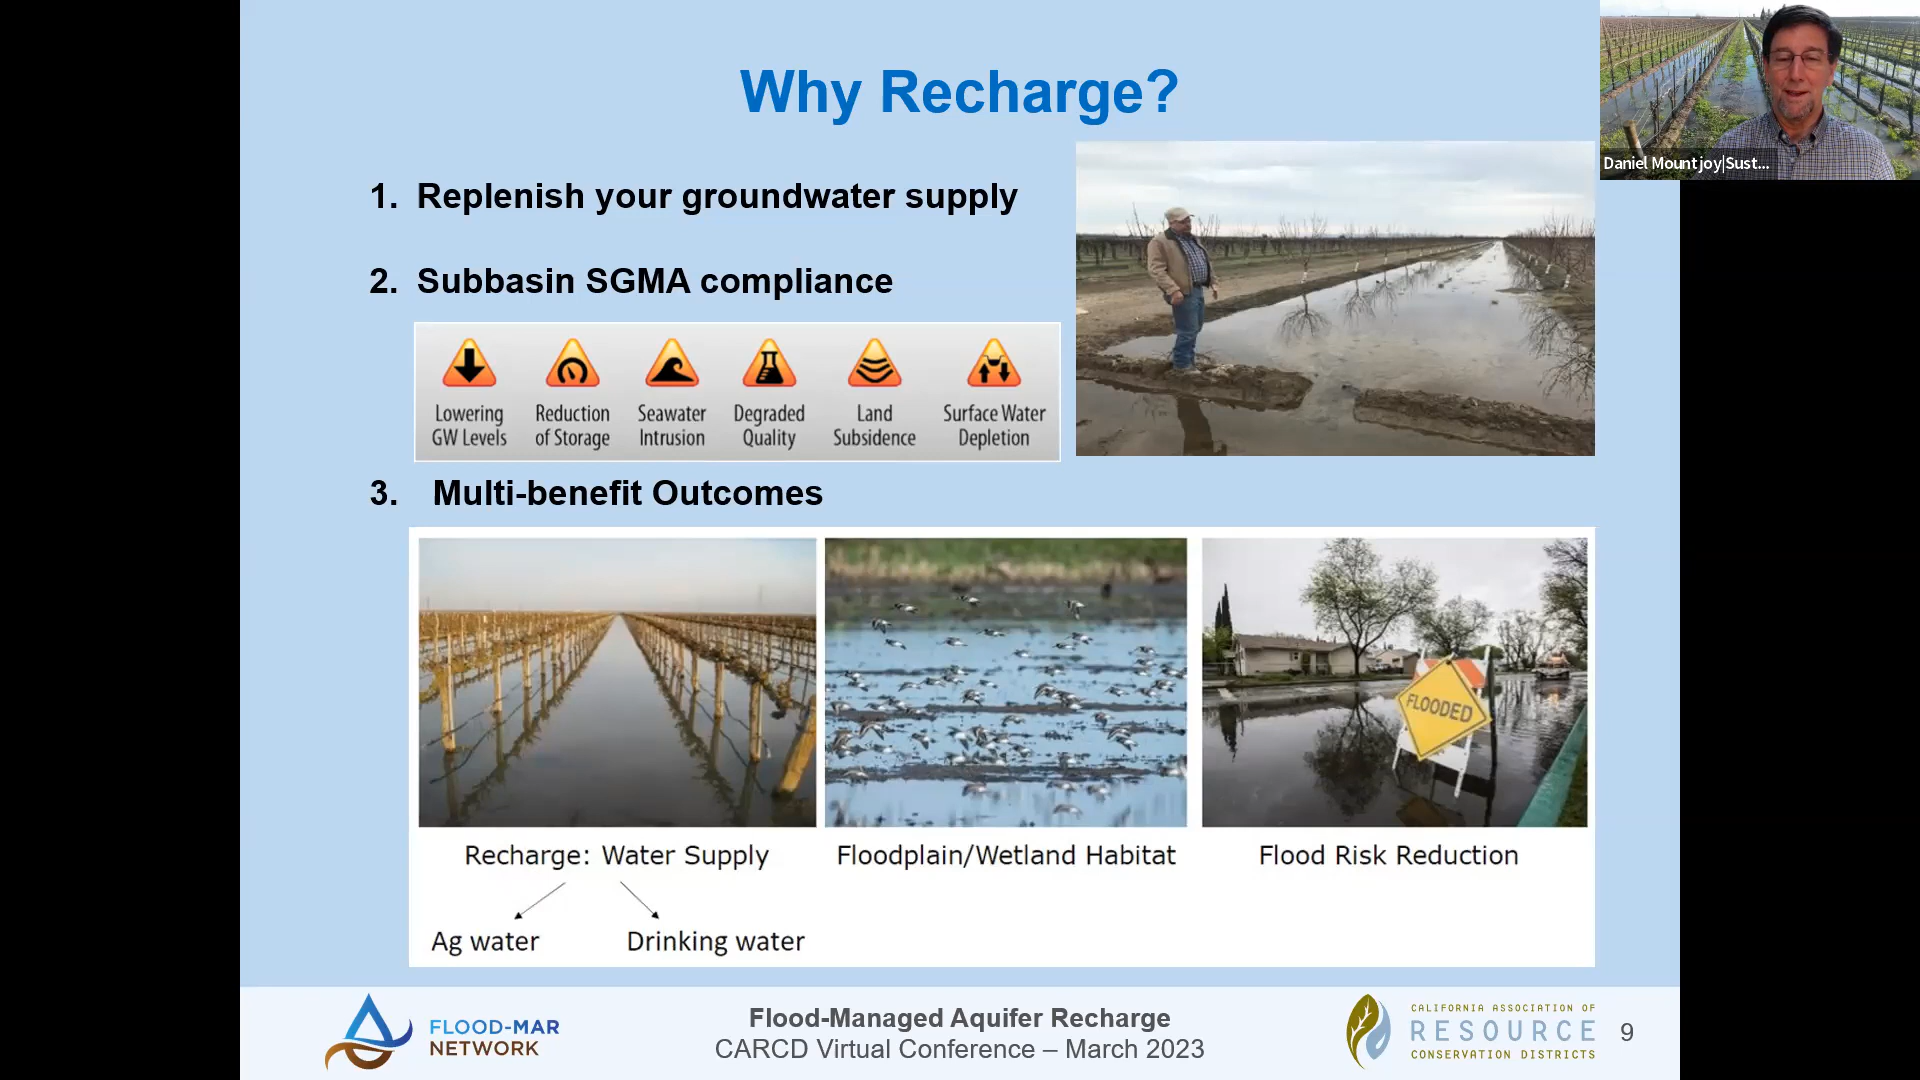 Why Recharge?
Daniel Mountjoy|Sust...
1. Replenish your groundwater supply
2. Subbasin SGMA compliance
Lowering GW Levels
Reduction of Storage
Seawater Intrusion
Degraded Quality
Land Subsidence
Surface Water Depletion
3. Multi-benefit Outcomes
FLOODED
Recharge: Water Supply
Floodplain/Wetland Habitat
Flood Risk Reduction
Ag water
Drinking water
FLOOD-MAR
NETWORK
Flood-Managed Aquifer Recharge
CARCD Virtual Conference – March 2023
CALIFORNIA ASSOCIATION OF
RESOURCE
CONSERVATION DISTRICTS
9